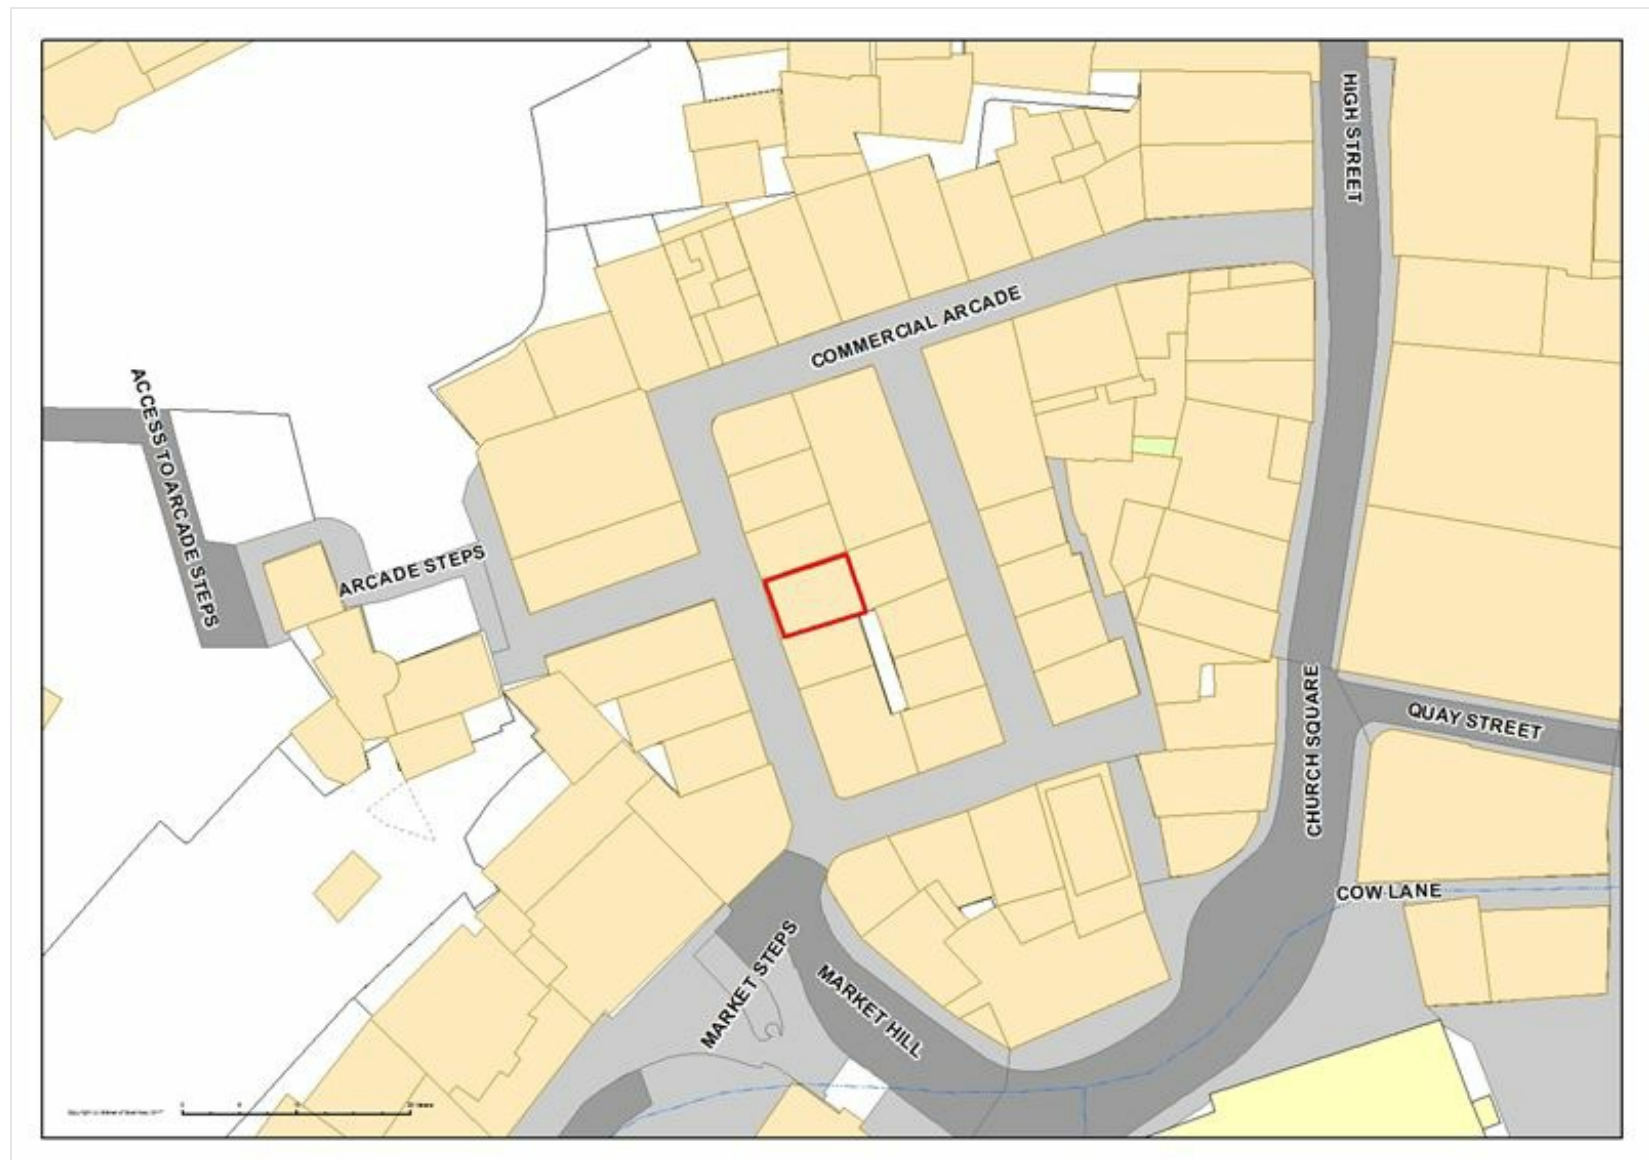 HIGH STREET
COMMERCIAL ARCADE
ACCESS TO ARCADE STEPS
ARCADE STEPS
CHURCH SQUARE
QUAY STREET
COW LANE
MARKET STEPS
MARKET HILL